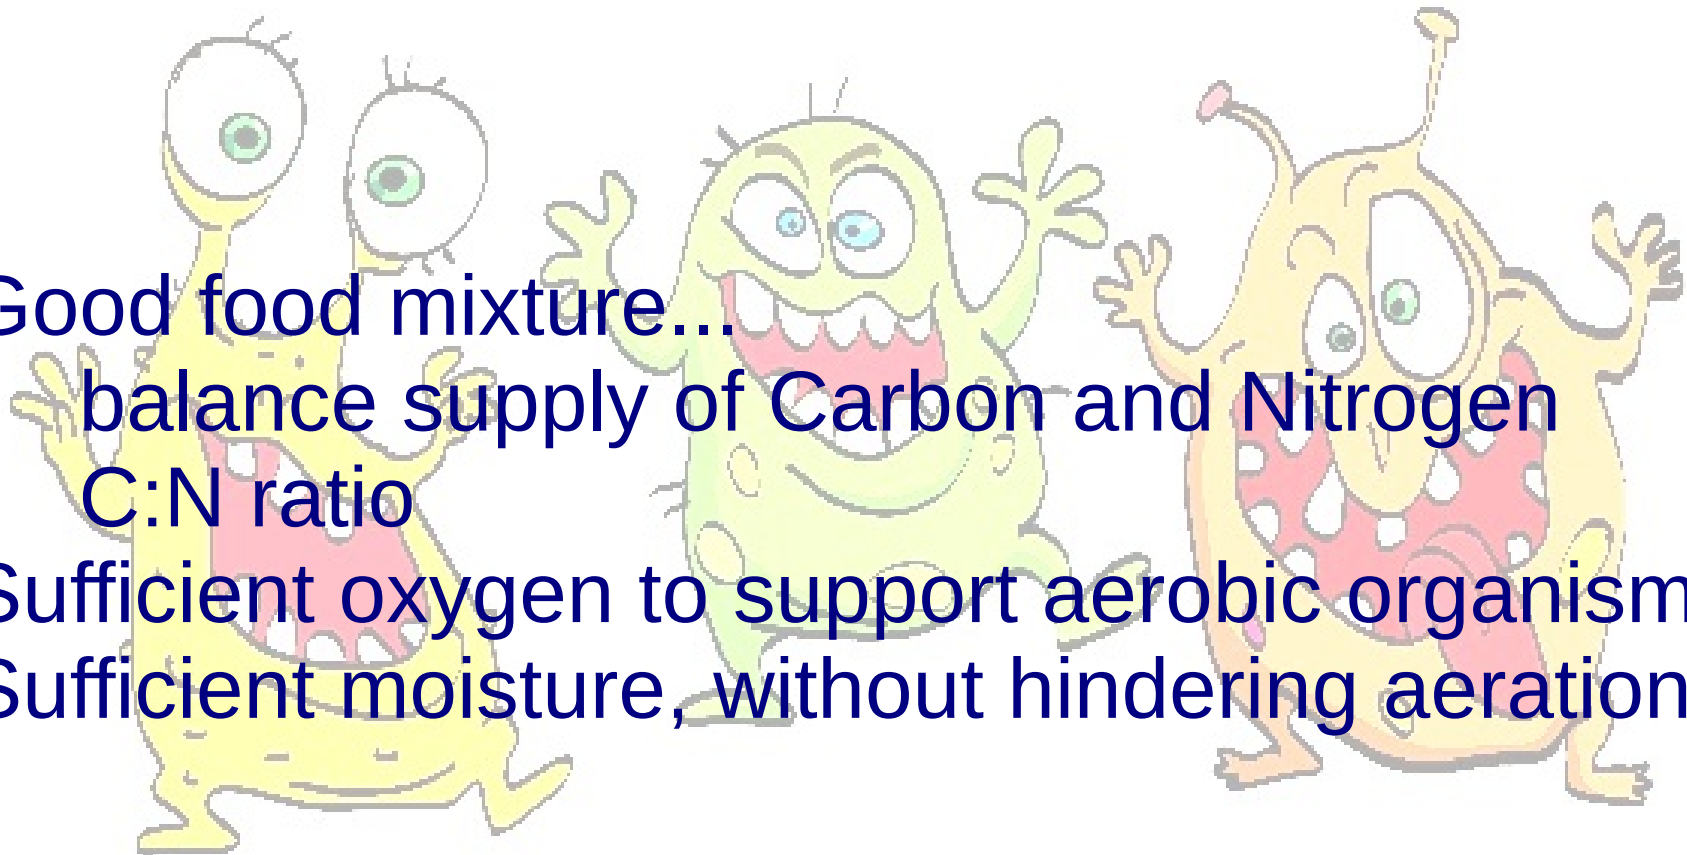 Good food mixture...
balance supply of Carbon and Nitrogen
C:N ratio
Sufficient oxygen to support aerobic organism
Sufficient moisture, without hindering aeration